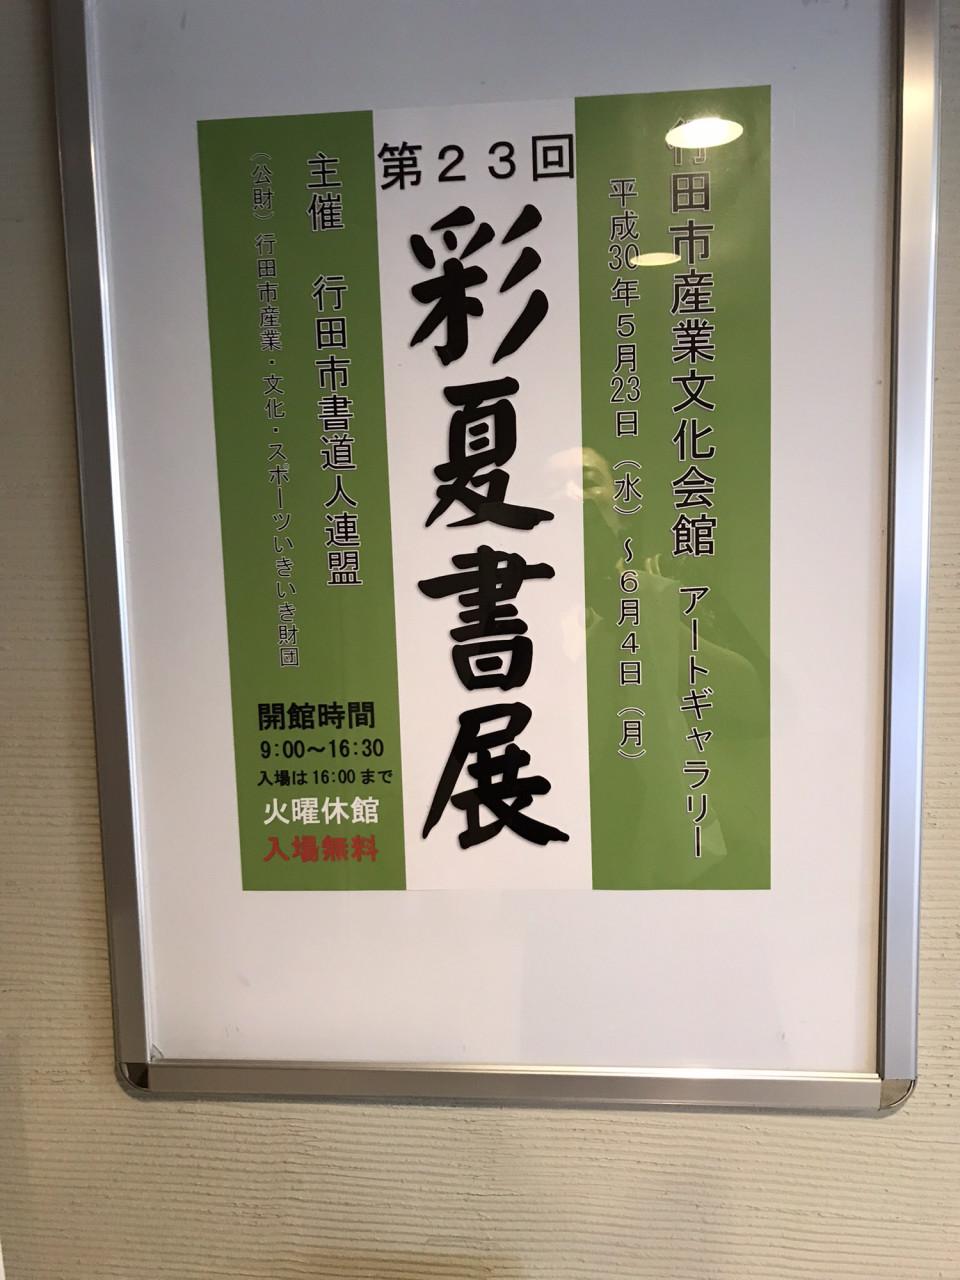 行田市産業文化会館 アートギャラリー
平成30年5月23日（水）～6月4日（月）
第23回
彩夏書展
主催 行田市書道人連盟
（公財）行田市産業・文化・スポーツいきいき財団
開館時間
9:00～16:30
入場は16:00まで
火曜休館
入場無料